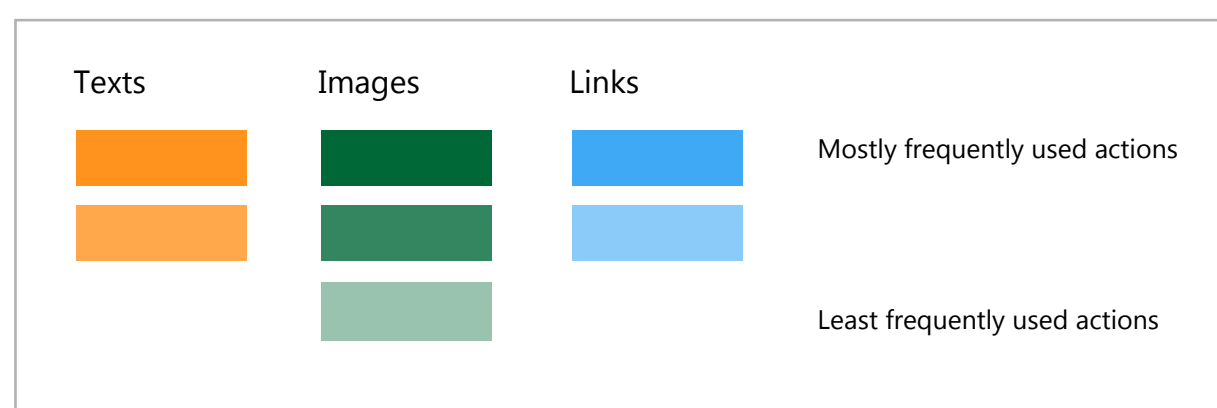 Texts
Images
Links
Mostly frequently used actions
Least frequently used actions